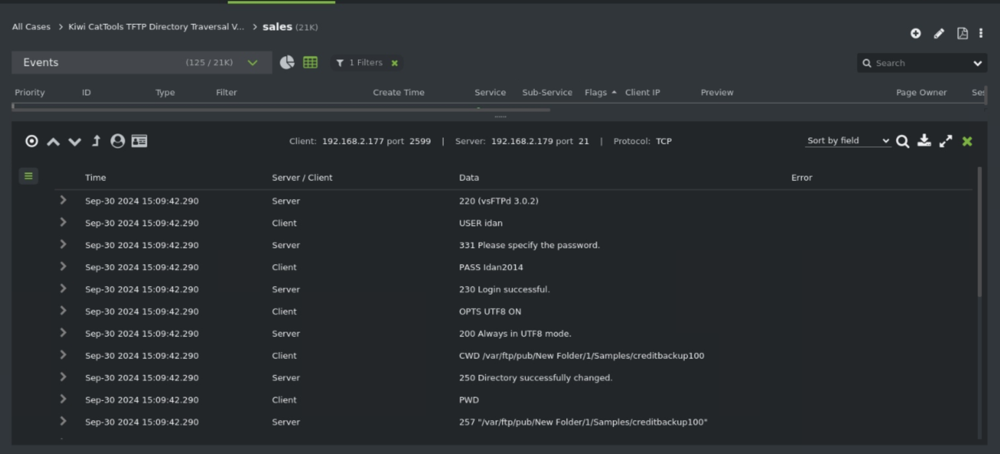 All Cases > Kiwi CatTools TFTP Directory Traversal V... > sales (21K)
Events (125 / 21K) 1 Filters Search
Priority ID Type Filter Create Time Service Sub-Service Flags Client IP Preview Page Owner
Client: 192.168.2.177 port 2599 | Server: 192.168.2.179 port 21 | Protocol: TCP Sort by field
Time Server / Client Data Error
Sep-30 2024 15:09:42.290 Server 220 (vsFTPd 3.0.2)
Sep-30 2024 15:09:42.290 Client USER idan
Sep-30 2024 15:09:42.290 Server 331 Please specify the password.
Sep-30 2024 15:09:42.290 Client PASS Idan2014
Sep-30 2024 15:09:42.290 Server 230 Login successful.
Sep-30 2024 15:09:42.290 Client OPTS UTF8 ON
Sep-30 2024 15:09:42.290 Server 200 Always in UTF8 mode.
Sep-30 2024 15:09:42.290 Client CWD /var/ftp/pub/New Folder/1/Samples/creditbackup100
Sep-30 2024 15:09:42.290 Server 250 Directory successfully changed.
Sep-30 2024 15:09:42.290 Client PWD
Sep-30 2024 15:09:42.290 Server 257 "/var/ftp/pub/New Folder/1/Samples/creditbackup100"